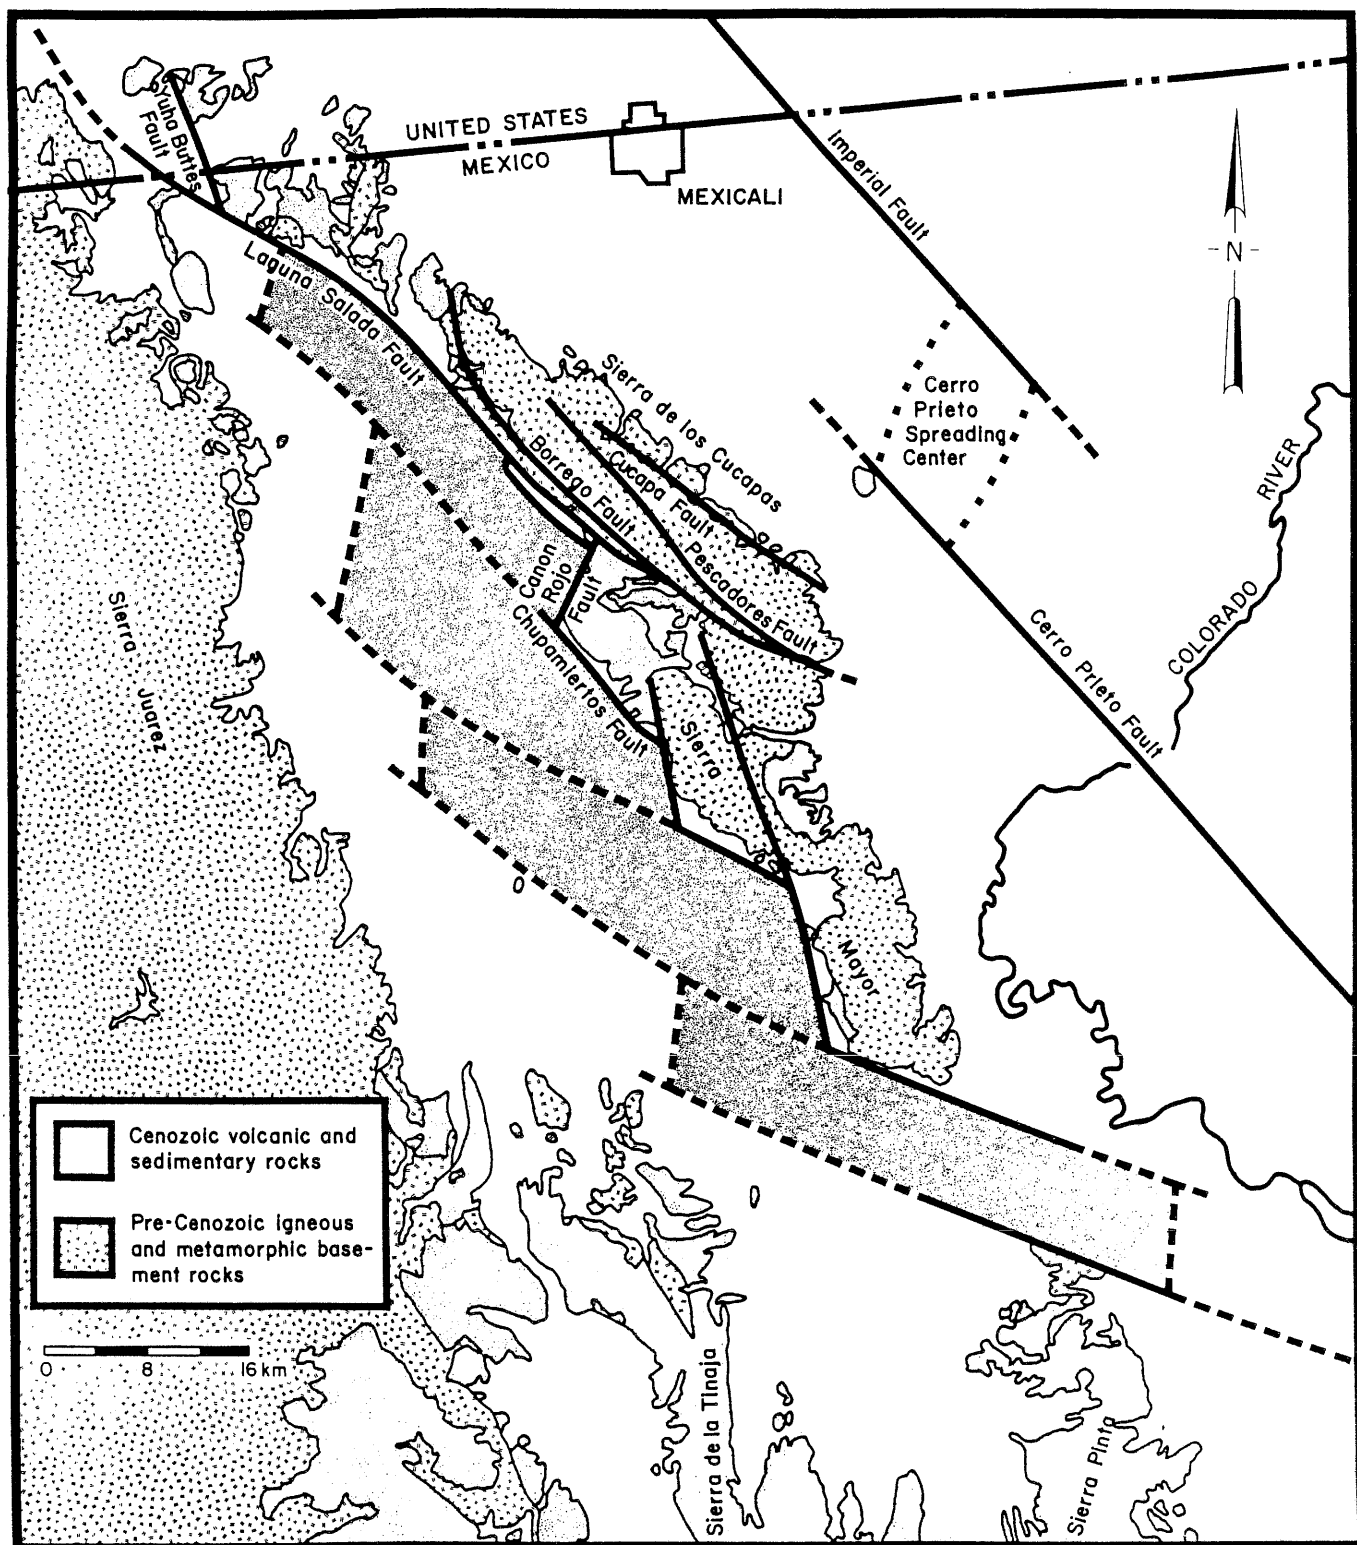 Yuha Buttes
Fault
UNITED STATES
MEXICO
MEXICALI
Imperial Fault
N
Laguna Salada Fault
Sierra de los Cucapas
Cerro
Prieto
Spreading
Center
RIVER
COLORADO
Borrego Fault
Cucapa Fault
Pescadores Fault
Canon
Rojo
Fault
Chupamiertos Fault
Cerro Prieto Fault
Sierra
Juarez
Sierra
Mayor
Cenozoic volcanic and
sedimentary rocks
Pre-Cenozoic igneous
and metamorphic base-
ment rocks
0 8 16 km
Sierra de la Tinaja
Sierra Pinta